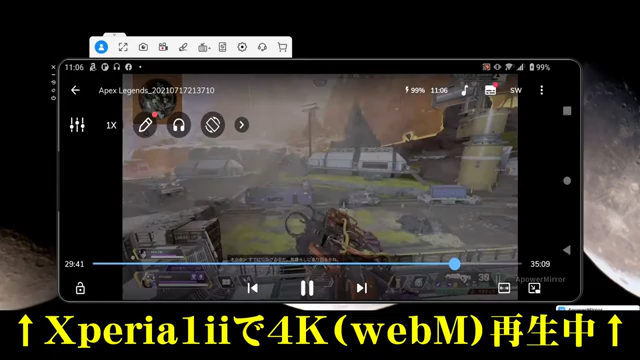 11:06
99%
Apex Legends_20210717213710
99%
11:06
SW
1X
29:41
35:09
30
ApowerMirror
↑Xperia1iiで4K(webM)再生中↑